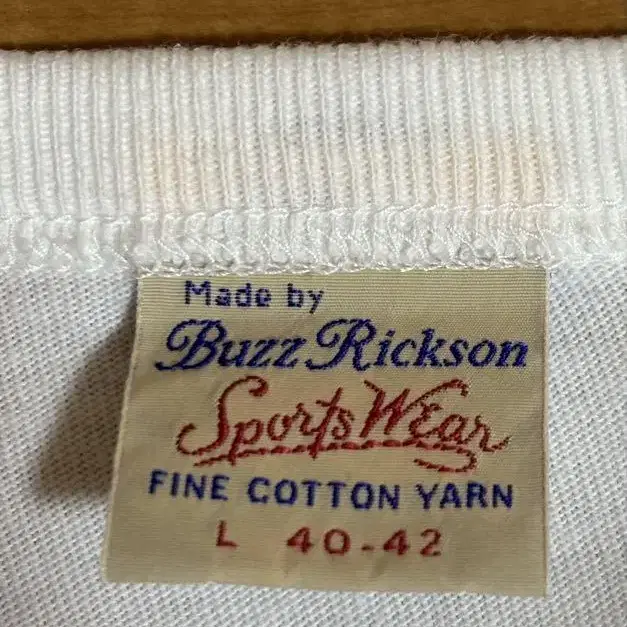 Made by
Buzz Rickson
Sports Wear
FINE COTTON YARN
L 40-42